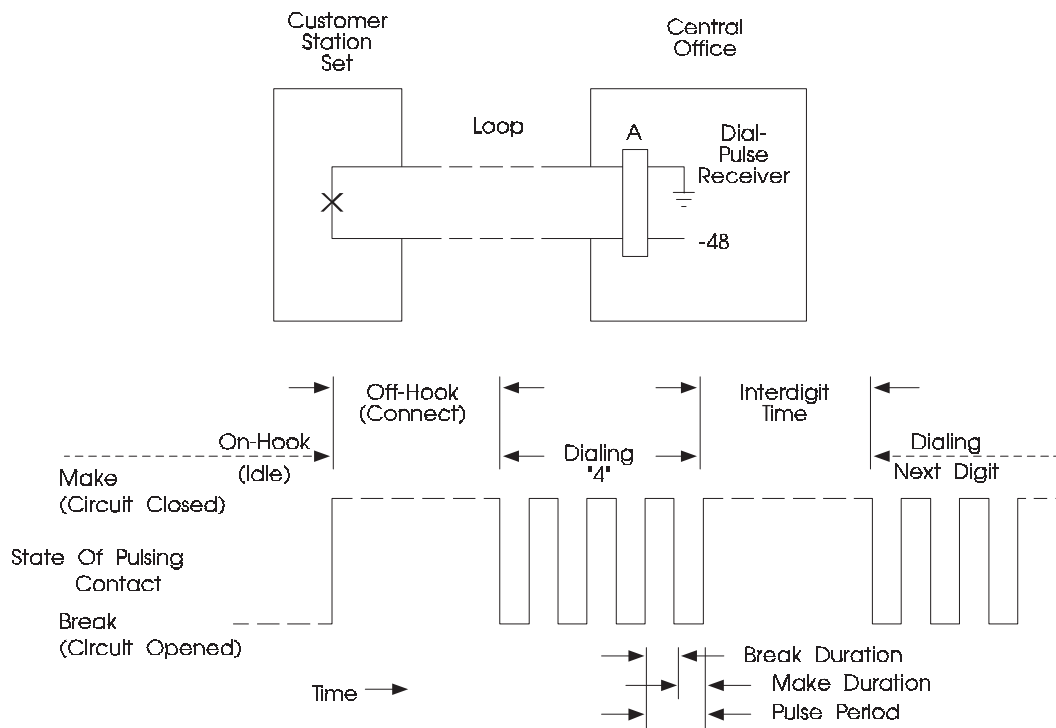 Customer
Station
Set
Central
Office
Loop
A
Dial-
Pulse
Receiver
-48
Off-Hook
(Connect)
Interdigit
Time
On-Hook
(Idle)
Dialing
"4"
Dialing
Next Digit
Make
(Circuit Closed)
State Of Pulsing
Contact
Break
(Circuit Opened)
Break Duration
Make Duration
Pulse Period
Time